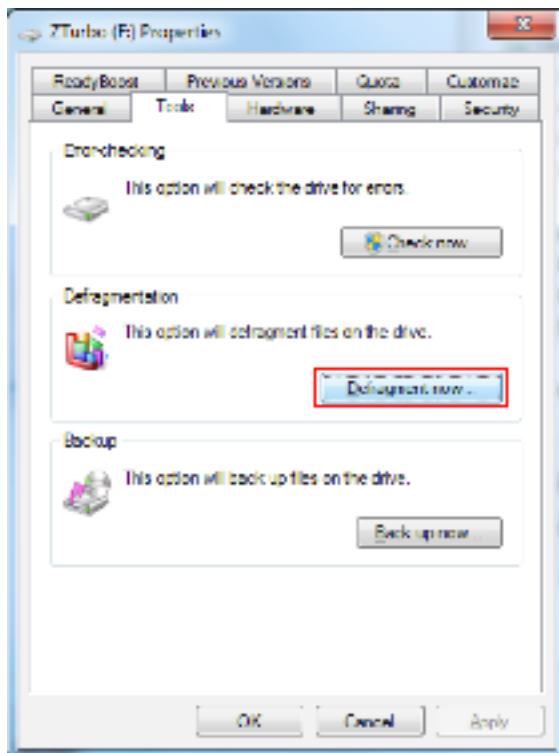 ZTurbo (F:) Properties
ReadyBoost Previous Versions Quota Customize
General Tools Hardware Sharing Security
Error-checking
This option will check the drive for errors.
Check now...
Defragmentation
This option will defragment files on the drive.
Defragment now...
Backup
This option will back up files on the drive.
Back up now...
OK Cancel Apply